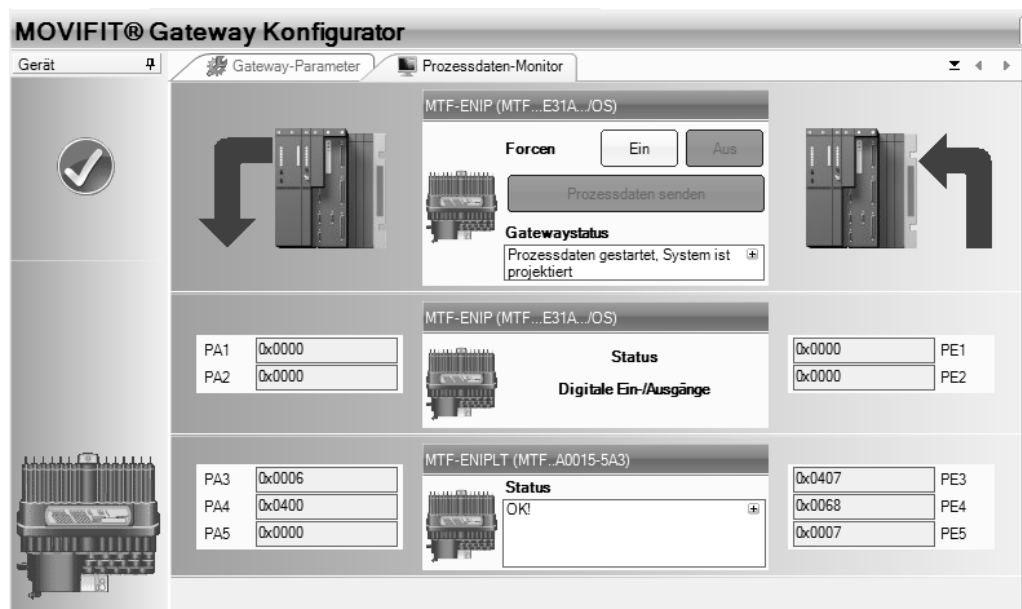 MOVIFIT® Gateway Konfigurator
Gerät
Gateway-Parameter
Prozessdaten-Monitor
MTF-ENIP (MTF...E31A.../OS)
Forcen
Ein
Aus
Prozessdaten senden
Gatewaystatus
Prozessdaten gestartet, System ist
projektiert
MTF-ENIP (MTF...E31A.../OS)
PA1 0x0000
Status
0x0000 PE1
PA2 0x0000
Digitale Ein-/Ausgänge
0x0000 PE2
MTF-ENIPLT (MTF..A0015-5A3)
PA3 0x0006
Status
0x0407 PE3
PA4 0x0400
OK!
0x0068 PE4
PA5 0x0000
0x0007 PE5